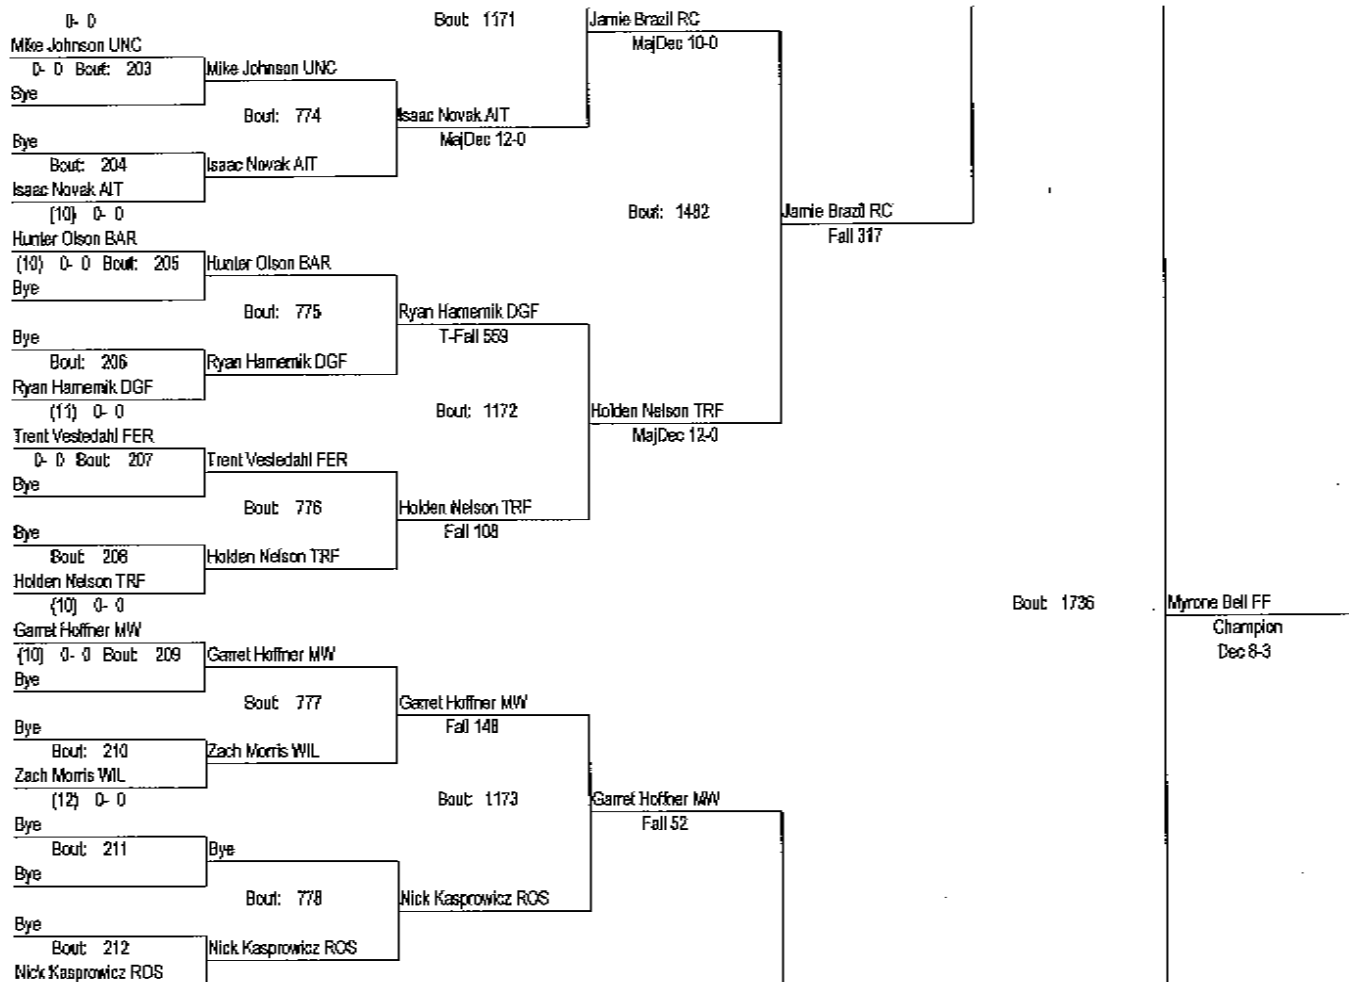 0- 0
Mike Johnson UNC
0- 0 Bout: 203
Bye
Bye
Bout: 204
Isaac Novak AIT
(10) 0- 0
Hunter Olson BAR
(10) 0- 0 Bout: 205
Bye
Bye
Bout: 206
Ryan Hamernik DGF
(11) 0- 0
Trent Vestedahl FER
0- 0 Bout: 207
Bye
Bye
Bout: 208
Holden Nelson TRF
(10) 0- 0
Garret Hoffner MW
(10) 0- 0 Bout: 209
Bye
Bye
Bout: 210
Zach Morris WIL
(12) 0- 0
Bye
Bout: 211
Bye
Bye
Bout: 212
Nick Kasprowicz ROS
Mike Johnson UNC
Bout: 774
Isaac Novak AIT
Hunter Olson BAR
Bout: 775
Ryan Hamernik DGF
Trent Vestedahl FER
Bout: 776
Holden Nelson TRF
Garret Hoffner MW
Bout: 777
Zach Morris WIL
Bye
Bout: 778
Nick Kasprowicz ROS
Bout: 1171
Isaac Novak AIT
MajDec 12-0
Ryan Hamernik DGF
T-Fall 559
Bout: 1172
Holden Nelson TRF
Fall 108
Garret Hoffner MW
Fall 148
Bout: 1173
Nick Kasprowicz ROS
Jamie Brazil RC
MajDec 10-0
Bout: 1482
Holden Nelson TRF
MajDec 12-0
Garret Hoffner MW
Fall 52
Jamie Brazil RC
Fall 317
Bout: 1736
Myrone Bell FF
Champion
Dec 8-3